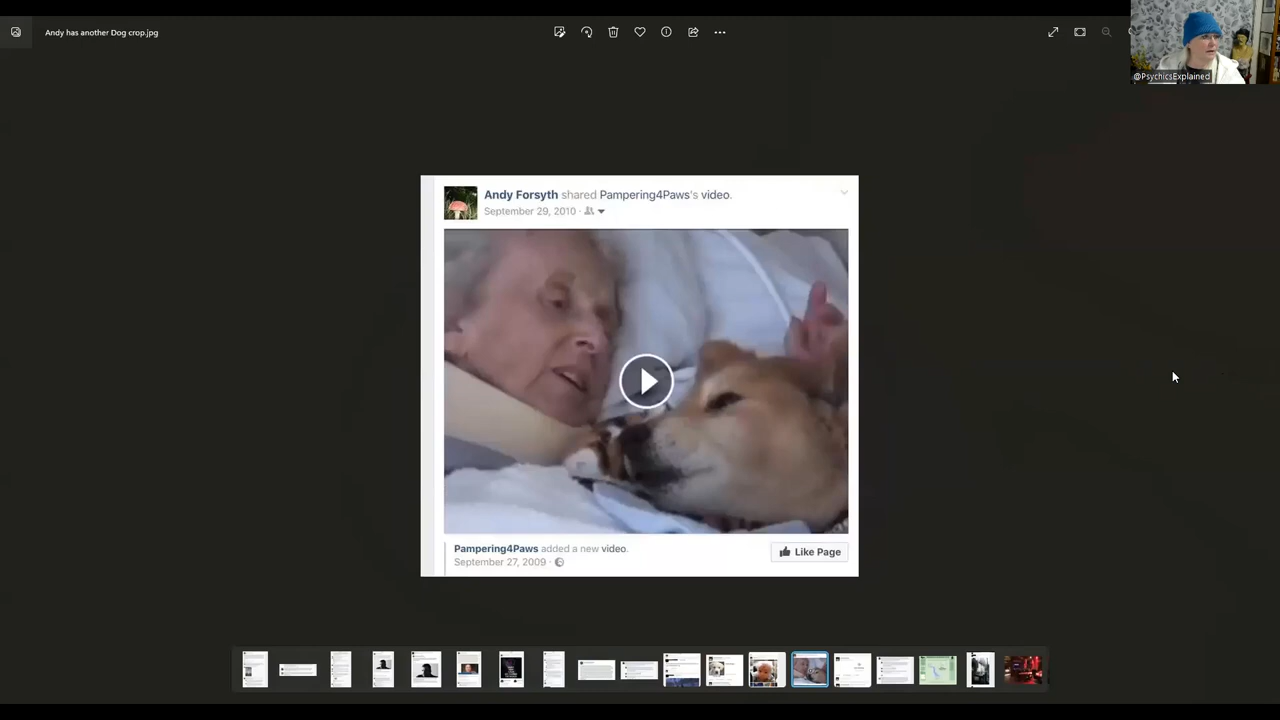 Andy has another Dog crop.jpg
@PsychicsExplained
Andy Forsyth shared Pampering4Paws's video.
September 29, 2010 ·
Pampering4Paws added a new video.
September 27, 2009 ·
Like Page